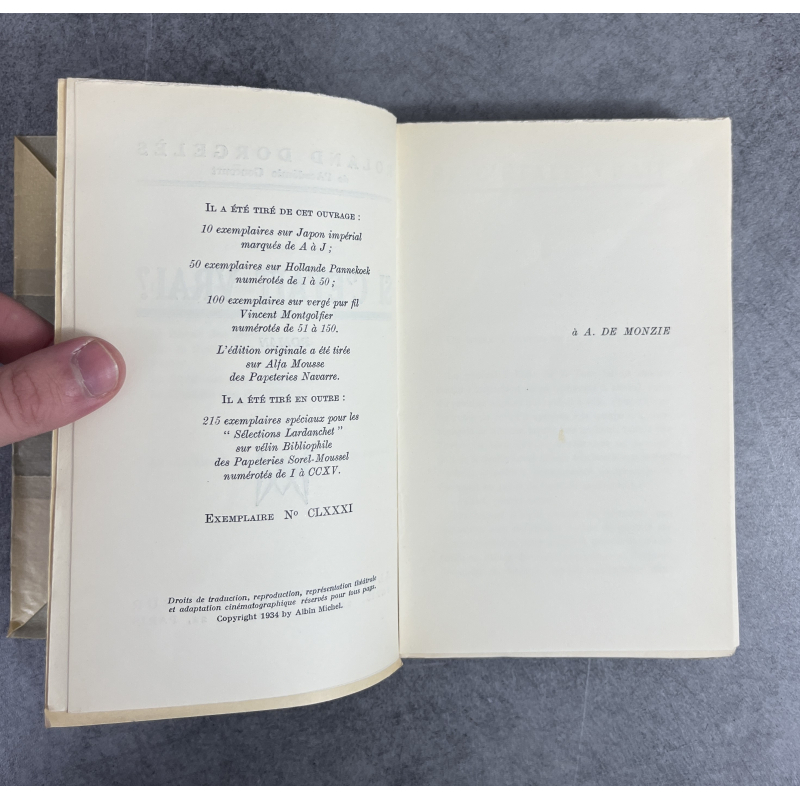 IL A ÉTÉ TIRÉ DE CET OUVRAGE :
10 exemplaires sur Japon impérial
marqués de A à J ;
50 exemplaires sur Hollande Pannekoek
numérotés de 1 à 50 ;
100 exemplaires sur vergé pur fil
Vincent Montgolfier
numérotés de 51 à 150.
L'édition originale a été tirée
sur Alfa Mousse
des Papeteries Navarre.
IL A ÉTÉ TIRÉ EN OUTRE :
215 exemplaires spéciaux pour les
“ Sélections Lardanchet ”
sur vélin Bibliophile
des Papeteries Sorel-Moussel
numérotés de I à CCXV.
EXEMPLAIRE No CLXXXI
Droits de traduction, reproduction, représentation théâtrale
et adaptation cinématographique réservés pour tous pays.
Copyright 1934 by Albin Michel.
à A. DE MONZIE